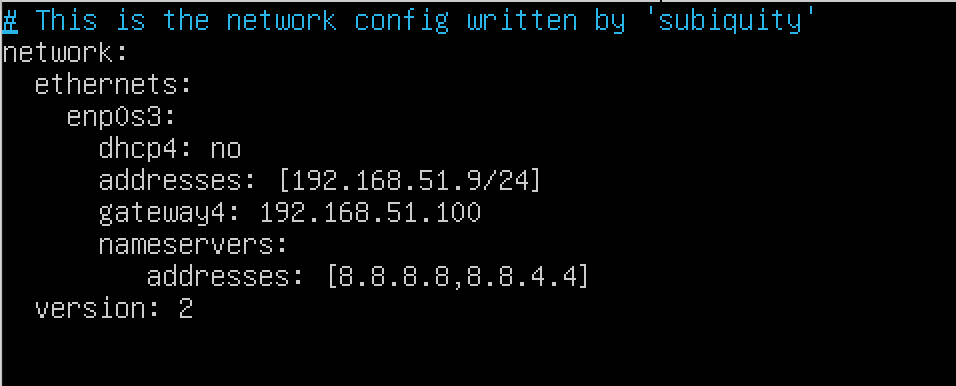 # This is the network config written by 'subiquity'
network:
  ethernets:
    enp0s3:
      dhcp4: no
      addresses: [192.168.51.9/24]
      gateway4: 192.168.51.100
      nameservers:
         addresses: [8.8.8.8,8.8.4.4]
  version: 2